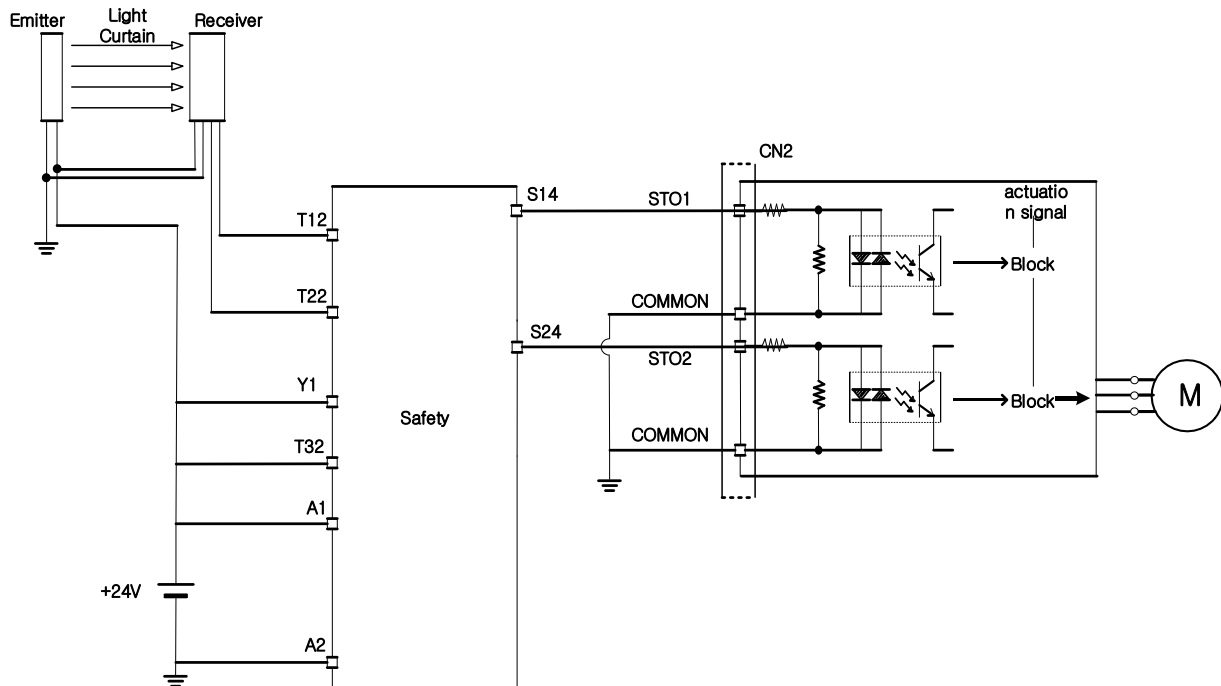 Emitter
Light
Curtain
Receiver
CN2
S14
STO1
actuatio
n signal
T12
Block
T22
COMMON
S24
STO2
Y1
Block
M
Safety
T32
COMMON
A1
+24V
A2